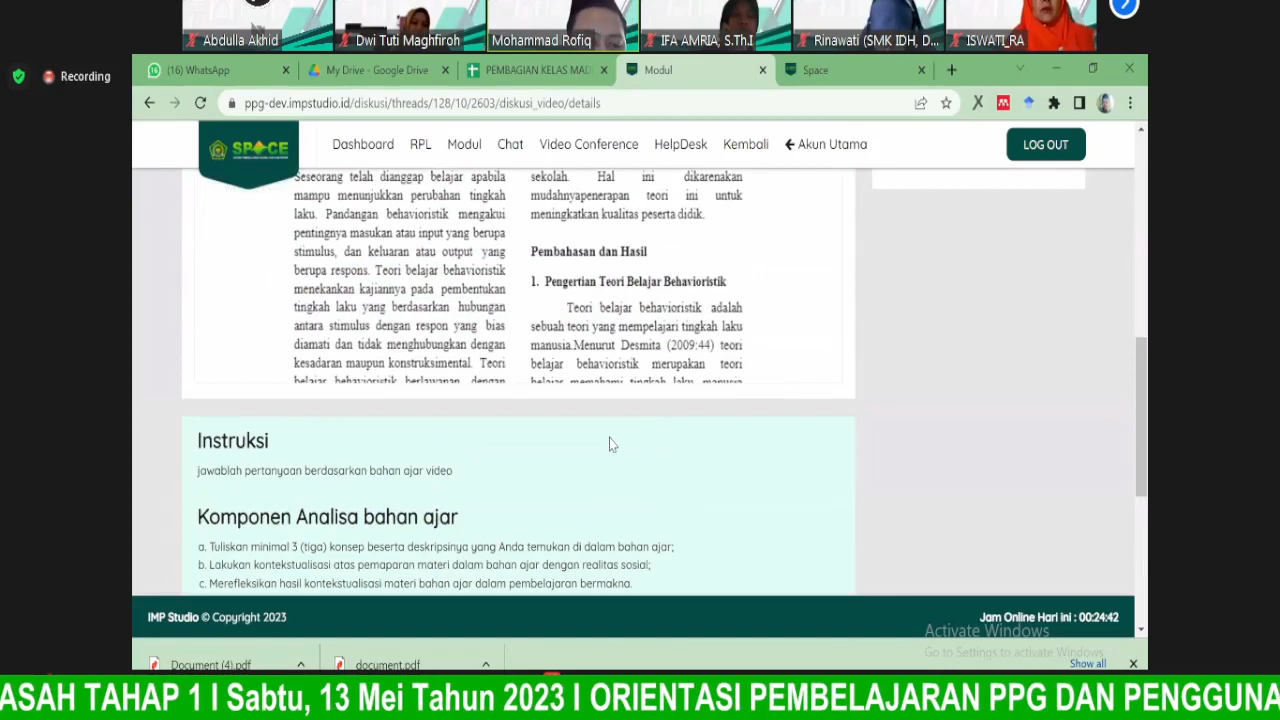 Abdulla Akhid
Dwi Tuti Maghfiroh
Mohammad Rofiq
IFA AMRIA, S.Th.I
Rinawati (SMK IDH, D...
ISWATI_RA
Recording
(16) WhatsApp
My Drive - Google Drive
PEMBAGIAN KELAS MAD
Modul
Space
ppg-dev.impstudio.id/diskusi/threads/128/10/2603/diskusi_video/details
SPACE
Dashboard
RPL
Modul
Chat
Video Conference
HelpDesk
Kembali
Akun Utama
LOG OUT
Seseorang telah dianggap belajar apabila
mampu menunjukkan perubahan tingkah
laku. Pandangan behavioristik mengakui
pentingnya masukan atau input yang berupa
stimulus, dan keluaran atau output yang
berupa respons. Teori belajar behavioristik
menekankan kajiannya pada pembentukan
tingkah laku yang berdasarkan hubungan
antara stimulus dengan respon yang bias
diamati dan tidak menghubungkan dengan
kesadaran maupun konstruksimental. Teori
belajar behavioristik berlawanan dengan
sekolah. Hal ini dikarenakan
mudahnyapenerapan teori ini untuk
meningkatkan kualitas peserta didik.
Pembahasan dan Hasil
1. Pengertian Teori Belajar Behavioristik
Teori belajar behavioristik adalah
sebuah teori yang mempelajari tingkah laku
manusia.Menurut Desmita (2009:44) teori
belajar behavioristik merupakan teori
belajar memahami tingkah laku manusia
Instruksi
jawablah pertanyaan berdasarkan bahan ajar video
Komponen Analisa bahan ajar
a. Tuliskan minimal 3 (tiga) konsep beserta deskripsinya yang Anda temukan di dalam bahan ajar;
b. Lakukan kontekstualisasi atas pemaparan materi dalam bahan ajar dengan realitas sosial;
c. Merefleksikan hasil kontekstualisasi materi bahan ajar dalam pembelajaran bermakna.
IMP Studio © Copyright 2023
Jam Online Hari ini : 00:24:42
Activate Windows
Go to Settings to activate Windows.
Document (4).pdf
document.pdf
Show all
ASAH TAHAP 1 I Sabtu, 13 Mei Tahun 2023 I ORIENTASI PEMBELAJARAN PPG DAN PENGGUNA